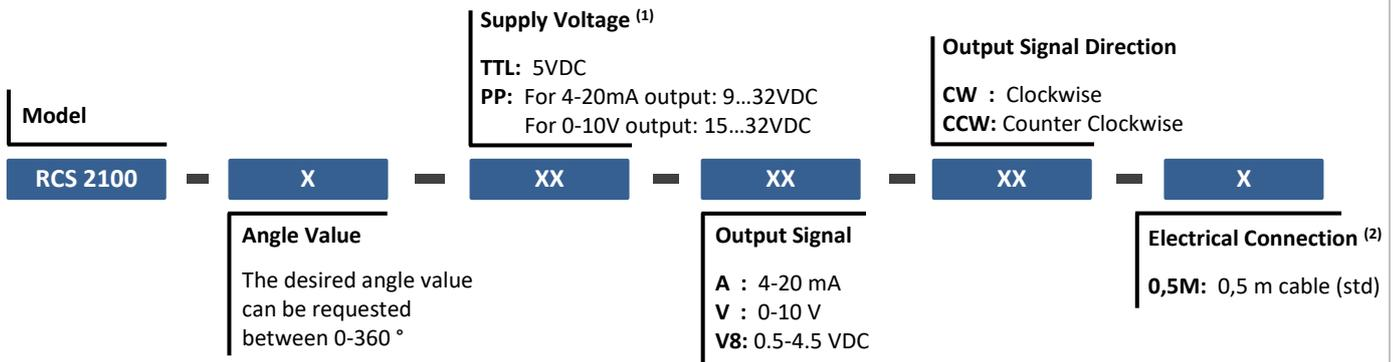 Supply Voltage (1)
TTL: 5VDC
PP: For 4-20mA output: 9...32VDC
For 0-10V output: 15...32VDC
Output Signal Direction
CW : Clockwise
CCW: Counter Clockwise
Model
RCS 2100 - X - XX - XX - XX - X
Angle Value
The desired angle value
can be requested
between 0-360 °
Output Signal
A : 4-20 mA
V : 0-10 V
V8: 0.5-4.5 VDC
Electrical Connection (2)
0,5M: 0,5 m cable (std)